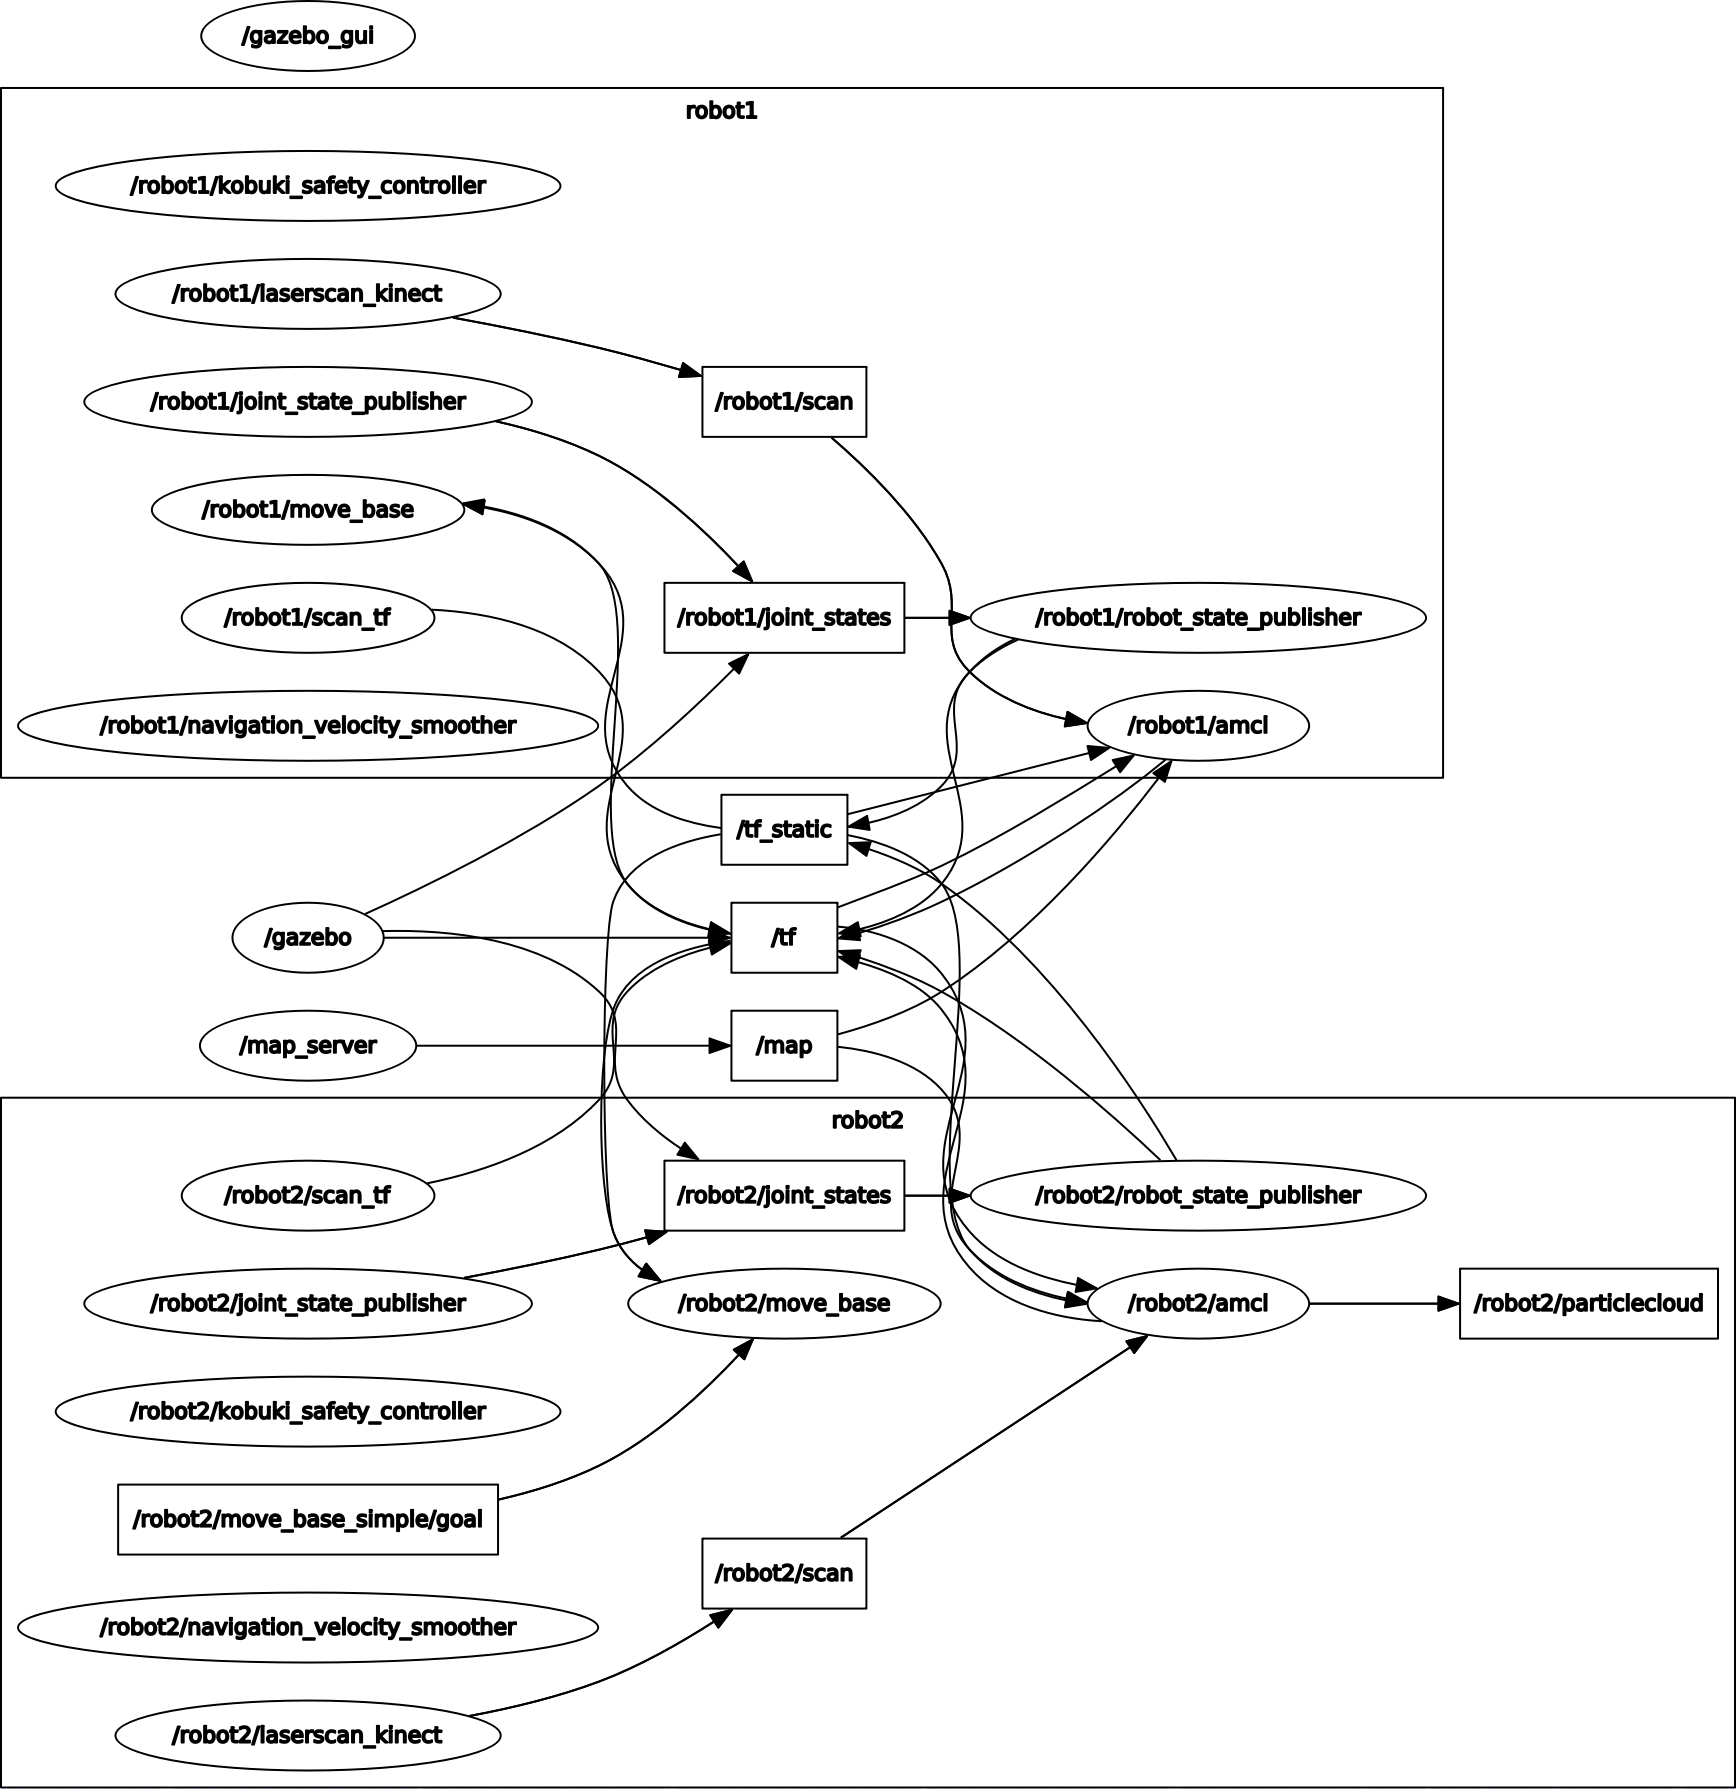 /gazebo_gui
robot1
/robot1/kobuki_safety_controller
/robot1/laserscan_kinect
/robot1/joint_state_publisher
/robot1/scan
/robot1/move_base
/robot1/scan_tf
/robot1/joint_states
/robot1/robot_state_publisher
/robot1/navigation_velocity_smoother
/robot1/amcl
/tf_static
/gazebo
/tf
/map_server
/map
robot2
/robot2/scan_tf
/robot2/joint_states
/robot2/robot_state_publisher
/robot2/joint_state_publisher
/robot2/move_base
/robot2/amcl
/robot2/particlecloud
/robot2/kobuki_safety_controller
/robot2/move_base_simple/goal
/robot2/scan
/robot2/navigation_velocity_smoother
/robot2/laserscan_kinect